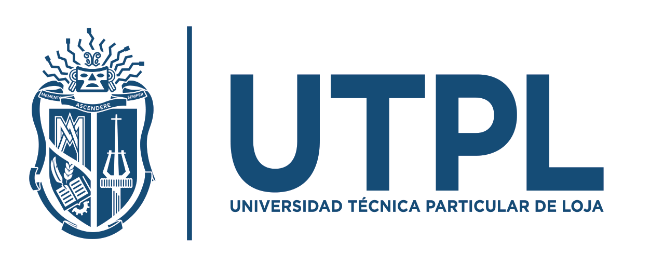 ASCENDERE
UTPL
UNIVERSIDAD TÉCNICA PARTICULAR DE LOJA